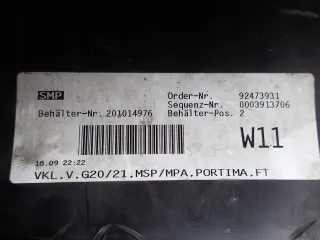 SMP
Order-Nr. 92473931
Sequenz-Nr. 0003913706
Behälter-Nr. 201014976 Behälter-Pos. 2
W11
18.09 22:22
VKL.V.G20/21.MSP/MPA.PORTIMA.FT